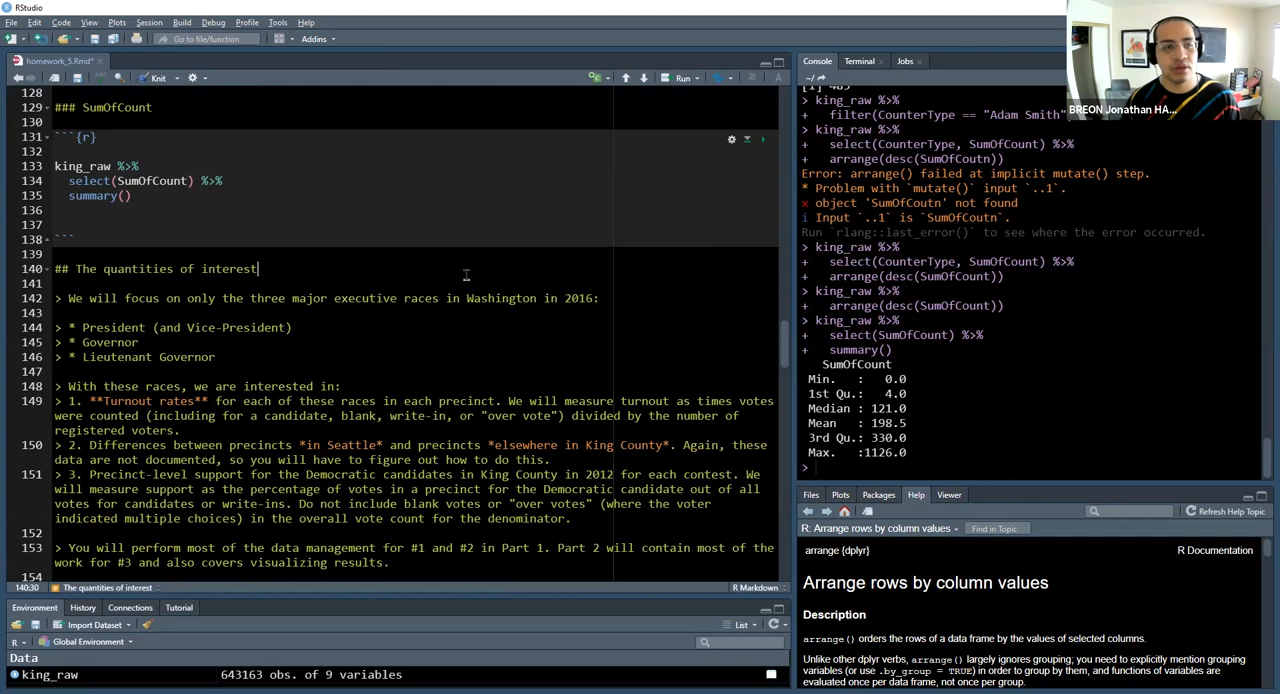 RStudio
File Edit Code View Plots Session Build Debug Profile Tools Help
Go to file/function Addins
homework_5.Rmd*
Knit Run
128
129 ### SumOfCount
130
131 ```{r}
132
133 king_raw %>%
134 select(SumOfCount) %>%
135 summary()
136
137
138 ```
139
140 ## The quantities of interest
141
142 > We will focus on only the three major executive races in Washington in 2016:
143
144 > * President (and Vice-President)
145 > * Governor
146 > * Lieutenant Governor
147
148 > With these races, we are interested in:
149 > 1. **Turnout rates** for each of these races in each precinct. We will measure turnout as times votes
were counted (including for a candidate, blank, write-in, or "over vote") divided by the number of
registered voters.
150 > 2. Differences between precincts *in Seattle* and precincts *elsewhere in King County*. Again, these
data are not documented, so you will have to figure out how to do this.
151 > 3. Precinct-level support for the Democratic candidates in King County in 2012 for each contest. We
will measure support as the percentage of votes in a precinct for the Democratic candidate out of all
votes for candidates or write-ins. Do not include blank votes or "over votes" (where the voter
indicated multiple choices) in the overall vote count for the denominator.
152
153 > You will perform most of the data management for #1 and #2 in Part 1. Part 2 will contain most of the
work for #3 and also covers visualizing results.
154
140:30 The quantities of interest R Markdown
Environment History Connections Tutorial
Import Dataset List
R Global Environment
Data
king_raw 643163 obs. of 9 variables
Console Terminal Jobs
~/
[1] 485
> king_raw %>%
+ filter(CounterType == "Adam Smith"
> king_raw %>%
+ select(CounterType, SumOfCount) %>%
+ arrange(desc(SumOfCoutn))
Error: arrange() failed at implicit mutate() step.
* Problem with `mutate()` input `..1`.
x object 'SumOfCoutn' not found
i Input `..1` is `SumOfCoutn`.
Run `rlang::last_error()` to see where the error occurred.
> king_raw %>%
+ select(CounterType, SumOfCount) %>%
+ arrange(desc(SumOfCount))
> king_raw %>%
+ arrange(desc(SumOfCount))
> king_raw %>%
+ select(SumOfCount) %>%
+ summary()
SumOfCount
Min. : 0.0
1st Qu.: 4.0
Median : 121.0
Mean : 198.5
3rd Qu.: 330.0
Max. :1126.0
>
BREON Jonathan HA...
Files Plots Packages Help Viewer
Refresh Help Topic
R: Arrange rows by column values Find in Topic
arrange {dplyr} R Documentation
Arrange rows by column values
Description
arrange() orders the rows of a data frame by the values of selected columns.
Unlike other dplyr verbs, arrange() largely ignores grouping; you need to explicitly mention grouping
variables (or use .by_group = TRUE) in order to group by them, and functions of variables are
evaluated once per data frame, not once per group.